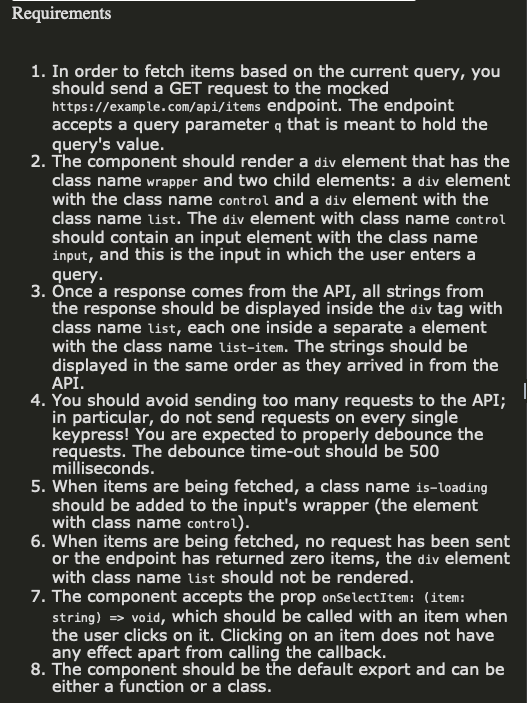 Requirements
1. In order to fetch items based on the current query, you
should send a GET request to the mocked
https://example.com/api/items endpoint. The endpoint
accepts a query parameter q that is meant to hold the
query's value.
2. The component should render a div element that has the
class name wrapper and two child elements: a div element
with the class name control and a div element with the
class name list. The div element with class name control
should contain an input element with the class name
input, and this is the input in which the user enters a
query.
3. Once a response comes from the API, all strings from
the response should be displayed inside the div tag with
class name list, each one inside a separate a element
with the class name list-item. The strings should be
displayed in the same order as they arrived in from the
API.
4. You should avoid sending too many requests to the API;
in particular, do not send requests on every single
keypress! You are expected to properly debounce the
requests. The debounce time-out should be 500
milliseconds.
5. When items are being fetched, a class name is-loading
should be added to the input's wrapper (the element
with class name control).
6. When items are being fetched, no request has been sent
or the endpoint has returned zero items, the div element
with class name list should not be rendered.
7. The component accepts the prop onSelectItem: (item:
string) => void, which should be called with an item when
the user clicks on it. Clicking on an item does not have
any effect apart from calling the callback.
8. The component should be the default export and can be
either a function or a class.